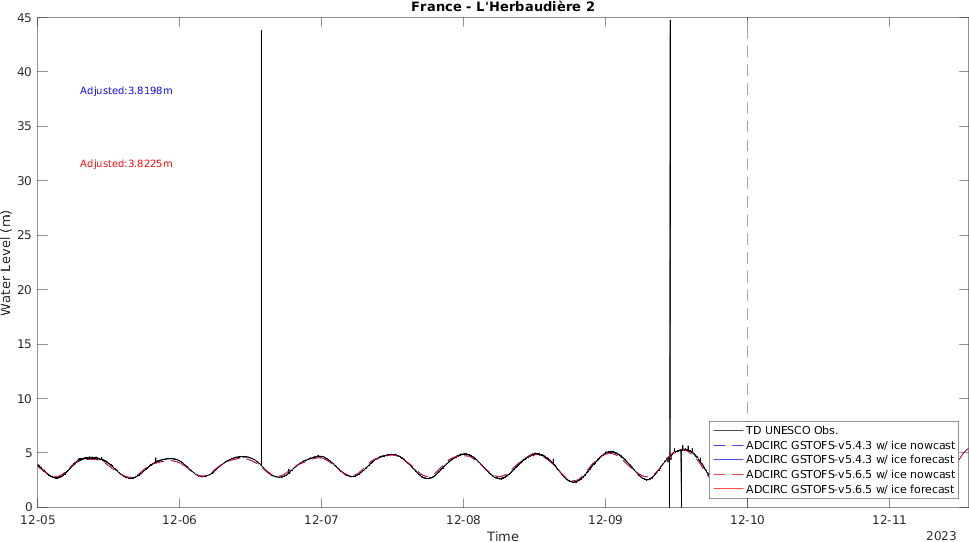 France - L'Herbaudière 2
45
40
35
30
25
20
15
10
5
0
Water Level (m)
Adjusted:3.8198m
Adjusted:3.8225m
TD UNESCO Obs.
ADCIRC GSTOFS-v5.4.3 w/ ice nowcast
ADCIRC GSTOFS-v5.4.3 w/ ice forecast
ADCIRC GSTOFS-v5.6.5 w/ ice nowcast
ADCIRC GSTOFS-v5.6.5 w/ ice forecast
12-05 12-06 12-07 12-08 12-09 12-10 12-11
Time
2023